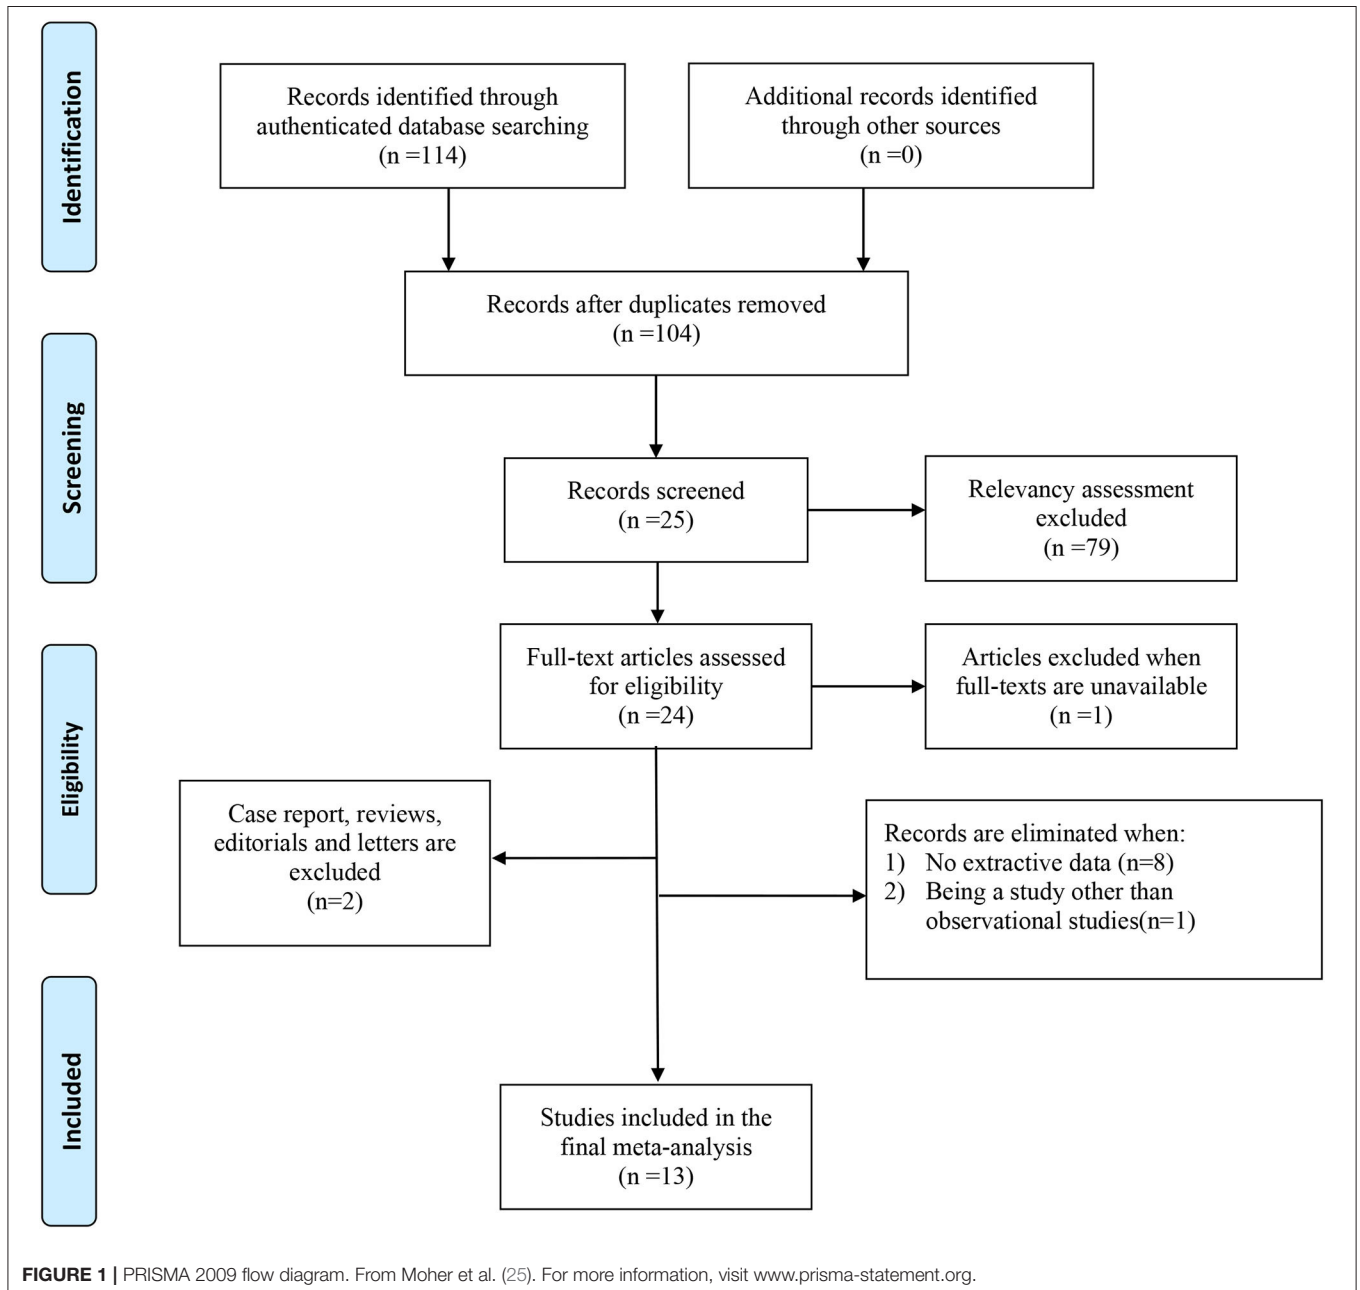 Identification
Records identified through
authenticated database searching
(n =114)
Additional records identified
through other sources
(n =0)
Records after duplicates removed
(n =104)
Screening
Records screened
(n =25)
Relevancy assessment
excluded
(n =79)
Eligibility
Full-text articles assessed
for eligibility
(n =24)
Articles excluded when
full-texts are unavailable
(n =1)
Case report, reviews,
editorials and letters are
excluded
(n=2)
Records are eliminated when:
1) No extractive data (n=8)
2) Being a study other than
observational studies(n=1)
Included
Studies included in the
final meta-analysis
(n =13)
FIGURE 1 | PRISMA 2009 flow diagram. From Moher et al. (25). For more information, visit www.prisma-statement.org.